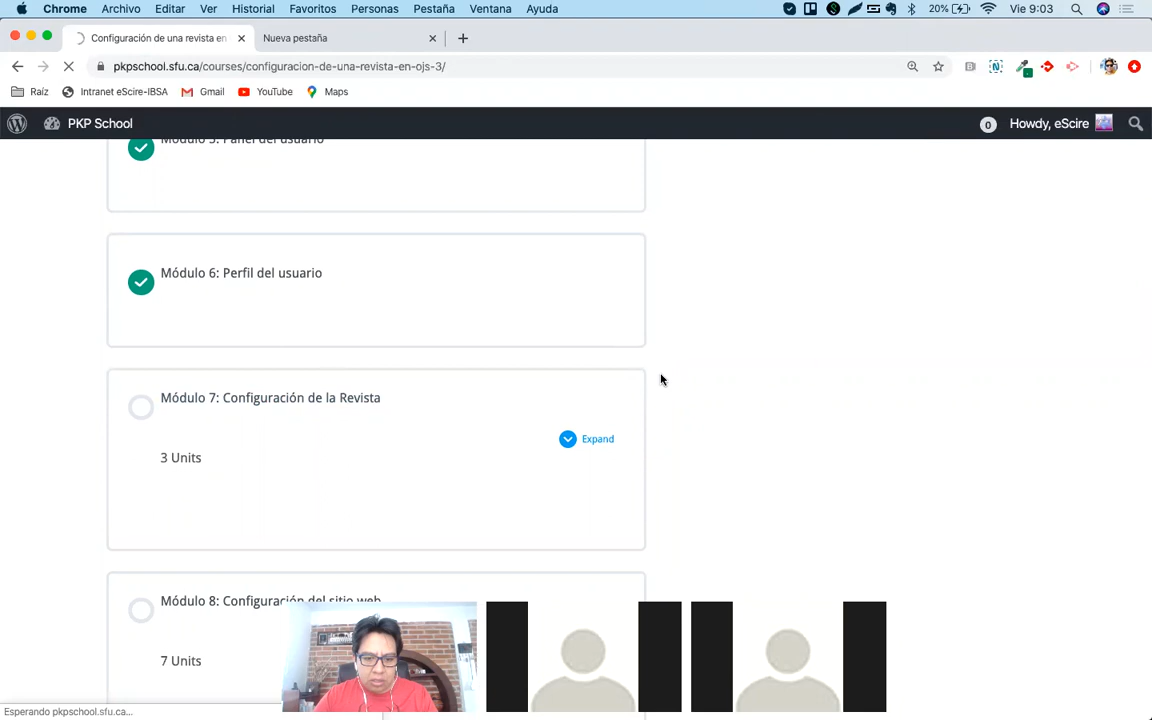 Chrome Archivo Editar Ver Historial Favoritos Personas Pestaña Ventana Ayuda 20% Vie 9:03
Configuración de una revista en Nueva pestaña
pkpschool.sfu.ca/courses/configuracion-de-una-revista-en-ojs-3/
Raíz Intranet eScire-IBSA Gmail YouTube Maps
PKP School 0 Howdy, eScire
Módulo 5: Panel del usuario
Módulo 6: Perfil del usuario
Módulo 7: Configuración de la Revista
Expand
3 Units
Módulo 8: Configuración del sitio web
7 Units
Esperando pkpschool.sfu.ca...